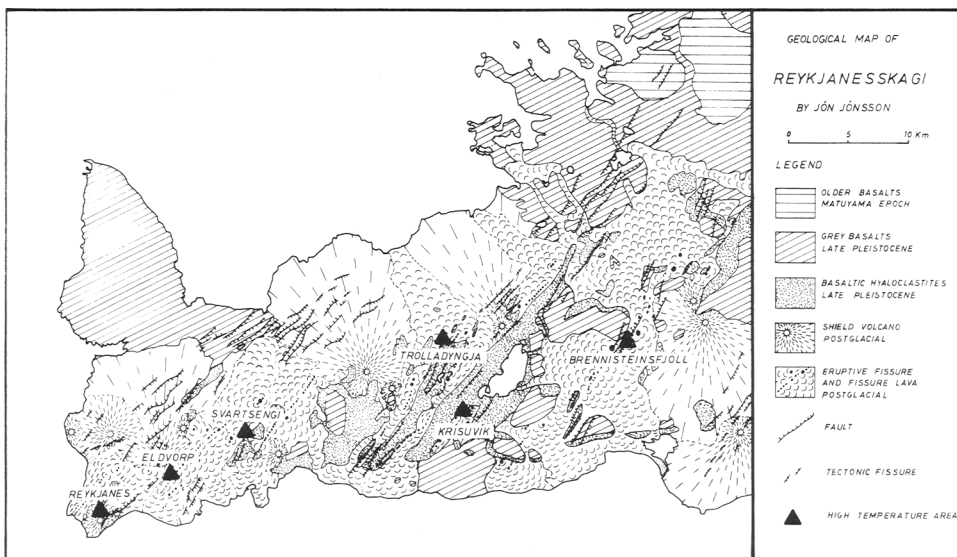 GEOLOGICAL MAP OF
REYKJANESSKAGI
BY JÓN JÓNSSON
0 5 10 Km
LEGEND
OLDER BASALTS
MATUYAMA EPOCH
GREY BASALTS
LATE PLEISTOCENE
BASALTIC HYALOCLASTITES
LATE PLEISTOCENE
SHIELD VOLCANO
POSTGLACIAL
ERUPTIVE FISSURE
AND FISSURE LAVA
POSTGLACIAL
FAULT
TECTONIC FISSURE
HIGH TEMPERATURE AREA
TROLLADYNGJA
BRENNISTEINSFJÖLL
KRISUVIK
SVARTSENGI
ELDVORP
REYKJANES